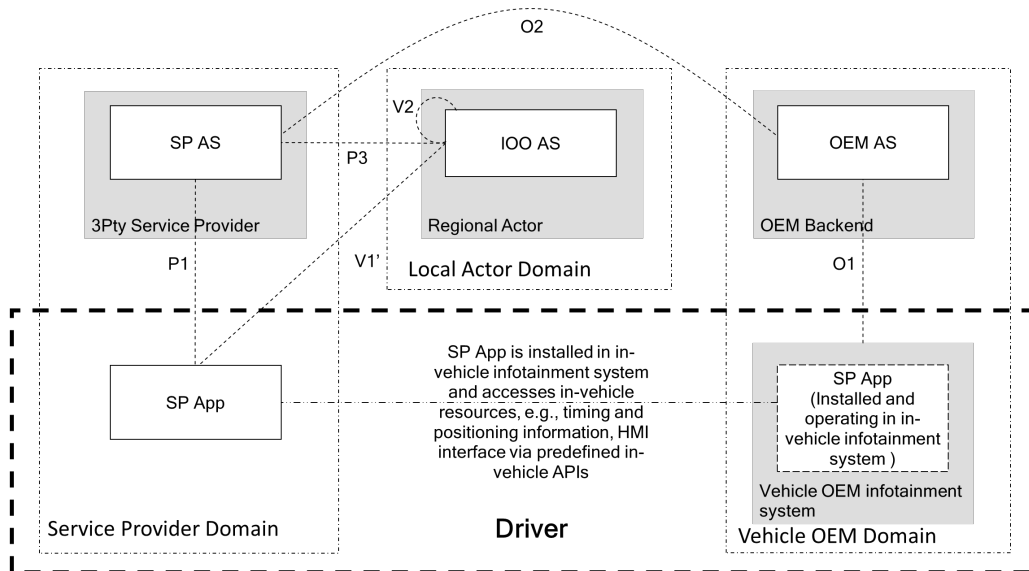 O2
V2
SP AS
IOO AS
OEM AS
P3
3Pty Service Provider
Regional Actor
OEM Backend
P1
V1’
Local Actor Domain
O1
SP App
SP App is installed in in-
vehicle infotainment system
and accesses in-vehicle
resources, e.g., timing and
positioning information, HMI
interface via predefined in-
vehicle APIs
SP App
(Installed and
operating in in-
vehicle infotainment
system )
Vehicle OEM infotainment
system
Service Provider Domain
Driver
Vehicle OEM Domain